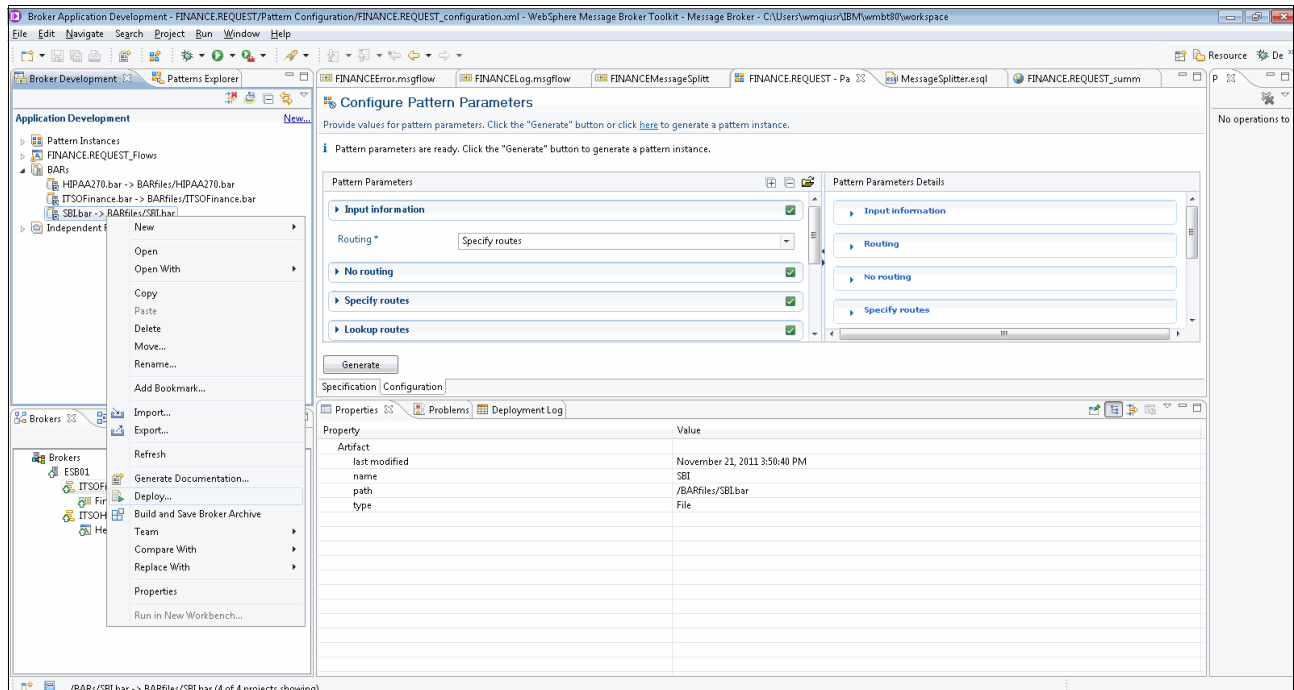 Broker Application Development - FINANCE.REQUEST/Pattern Configuration/FINANCE.REQUEST_configuration.xml - WebSphere Message Broker Toolkit - Message Broker - C:\Users\wmqiusr\IBM\wmbt80\workspace
File Edit Navigate Search Project Run Window Help
Resource De
Broker Development Patterns Explorer
Application Development New...
Pattern Instances
FINANCE.REQUEST_Flows
BARs
HIPAA270.bar -> BARfiles/HIPAA270.bar
ITSOFinance.bar -> BARfiles/ITSOFinance.bar
SBI.bar -> BARfiles/SBI.bar
Independent
New
Open
Open With
Copy
Paste
Delete
Move...
Rename...
Add Bookmark...
Import...
Export...
Refresh
Generate Documentation...
Deploy...
Build and Save Broker Archive
Team
Compare With
Replace With
Properties
Run in New Workbench...
Brokers
Brokers
ESB01
ITSOFi
Fir
ITSOH
He
FINANCEError.msgflow FINANCELog.msgflow FINANCEMessageSplitt FINANCE.REQUEST - Pa MessageSplitter.esql FINANCE.REQUEST_summ
Configure Pattern Parameters
Provide values for pattern parameters. Click the "Generate" button or click here to generate a pattern instance.
Pattern parameters are ready. Click the "Generate" button to generate a pattern instance.
Pattern Parameters
Input information
Routing * Specify routes
No routing
Specify routes
Lookup routes
Pattern Parameters Details
Input information
Routing
No routing
Specify routes
Generate
Specification Configuration
Properties Problems Deployment Log
Property Value
Artifact
last modified November 21, 2011 3:50:40 PM
name SBI
path /BARfiles/SBI.bar
type File
P
No operations to
/BARs/SBI.bar -> BARfiles/SBI.bar (4 of 4 projects showing)